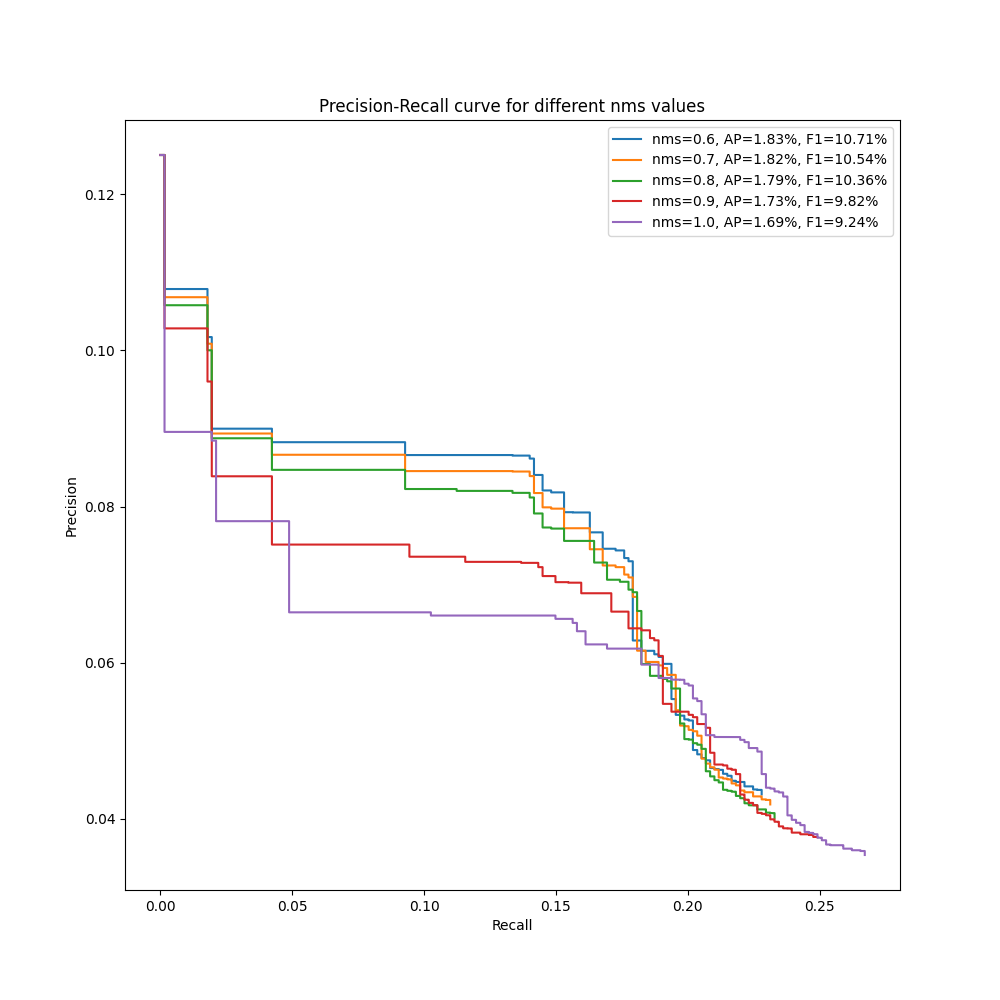 Precision-Recall curve for different nms values
nms=0.6, AP=1.83%, F1=10.71%
nms=0.7, AP=1.82%, F1=10.54%
nms=0.8, AP=1.79%, F1=10.36%
nms=0.9, AP=1.73%, F1=9.82%
nms=1.0, AP=1.69%, F1=9.24%
0.12
0.10
0.08
0.06
0.04
Precision
0.00 0.05 0.10 0.15 0.20 0.25
Recall